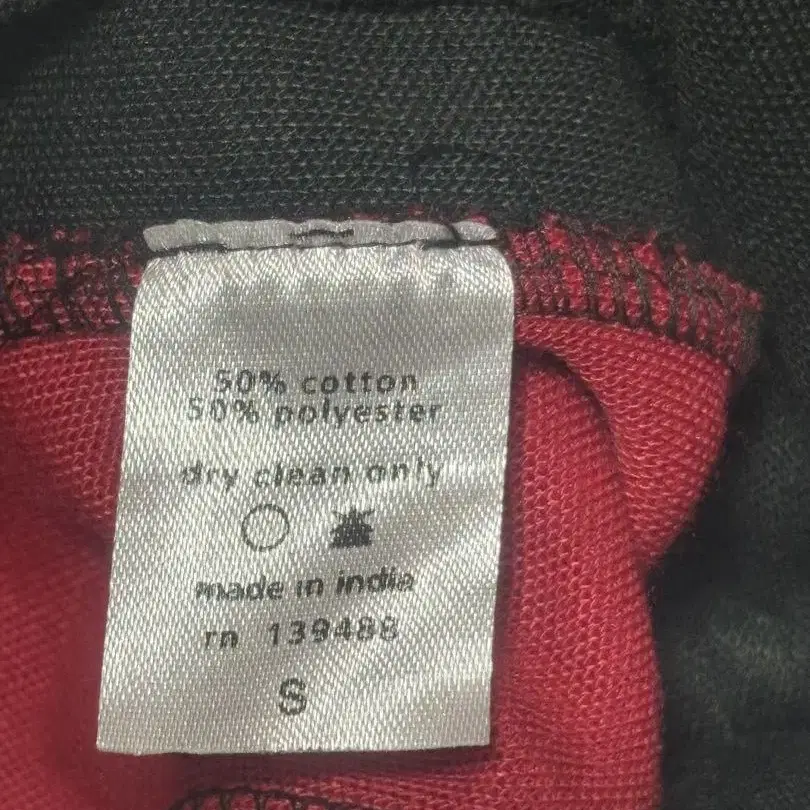 50% cotton
50% polyester
dry clean only
made in india
rn 139488
S